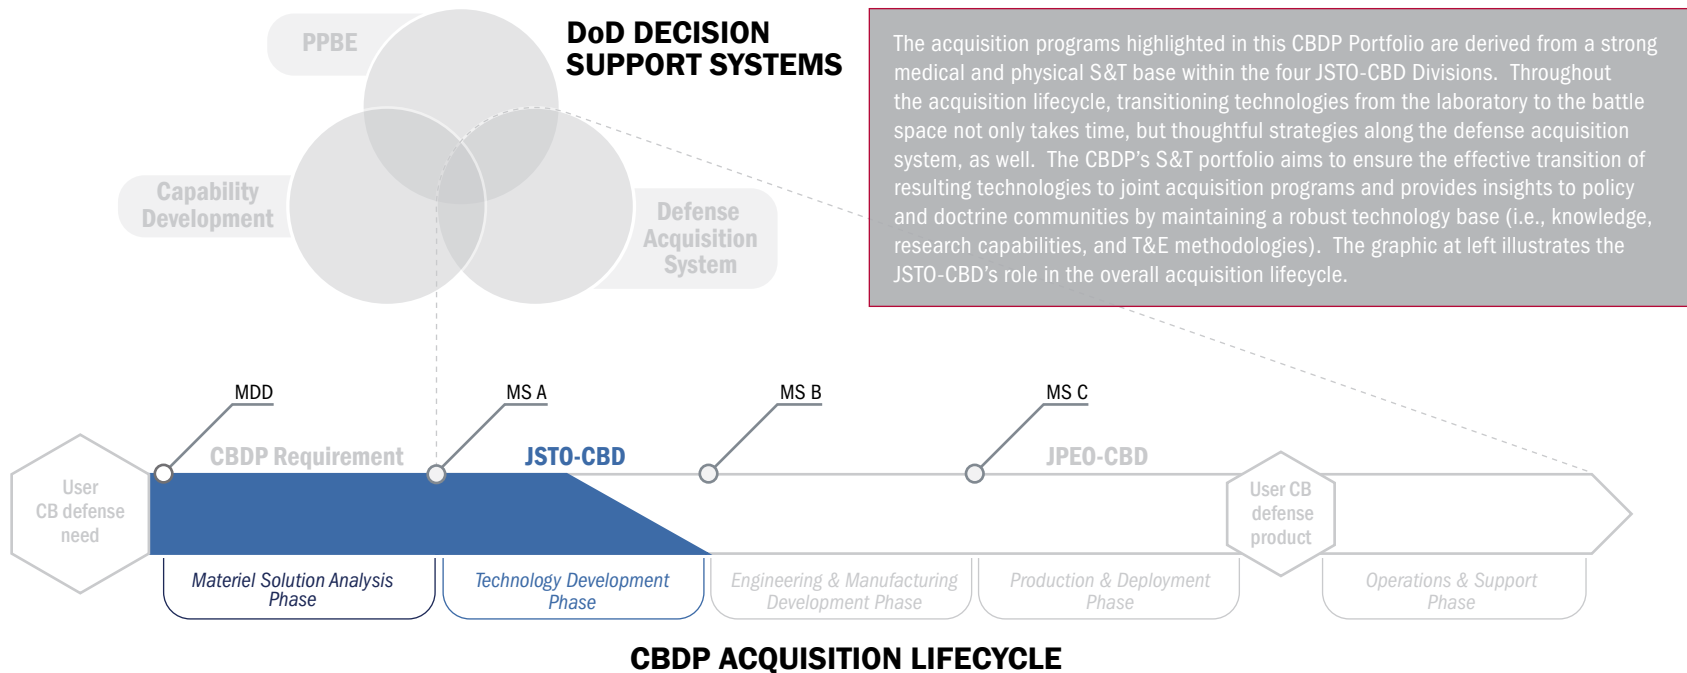 PPBE
DoD DECISION
SUPPORT SYSTEMS
Capability
Development
Defense
Acquisition
System
The acquisition programs highlighted in this CBDP Portfolio are derived from a strong
medical and physical S&T base within the four JSTO-CBD Divisions. Throughout
the acquisition lifecycle, transitioning technologies from the laboratory to the battle
space not only takes time, but thoughtful strategies along the defense acquisition
system, as well. The CBDP's S&T portfolio aims to ensure the effective transition of
resulting technologies to joint acquisition programs and provides insights to policy
and doctrine communities by maintaining a robust technology base (i.e., knowledge,
research capabilities, and T&E methodologies). The graphic at left illustrates the
JSTO-CBD's role in the overall acquisition lifecycle.
MDD
MS A
MS B
MS C
CBDP Requirement
JSTO-CBD
JPEO-CBD
User
CB defense
need
User CB
defense
product
Materiel Solution Analysis
Phase
Technology Development
Phase
Engineering & Manufacturing
Development Phase
Production & Deployment
Phase
Operations & Support
Phase
CBDP ACQUISITION LIFECYCLE